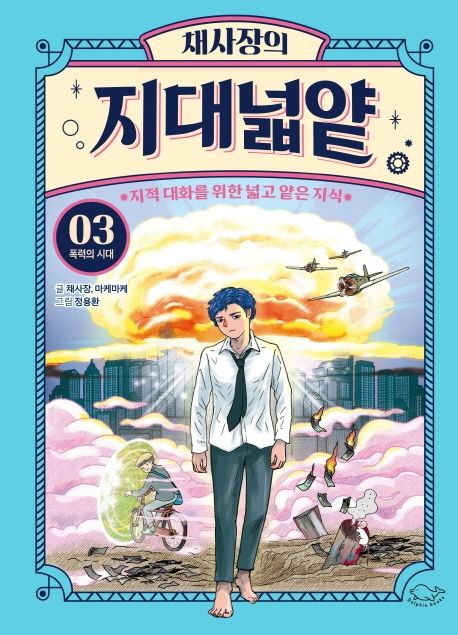 채사장의
지대넓얕
*지적 대화를 위한 넓고 얕은 지식*
03
폭력의 시대
글 채사장, 마케마케
그림 정용환
Dolphin books